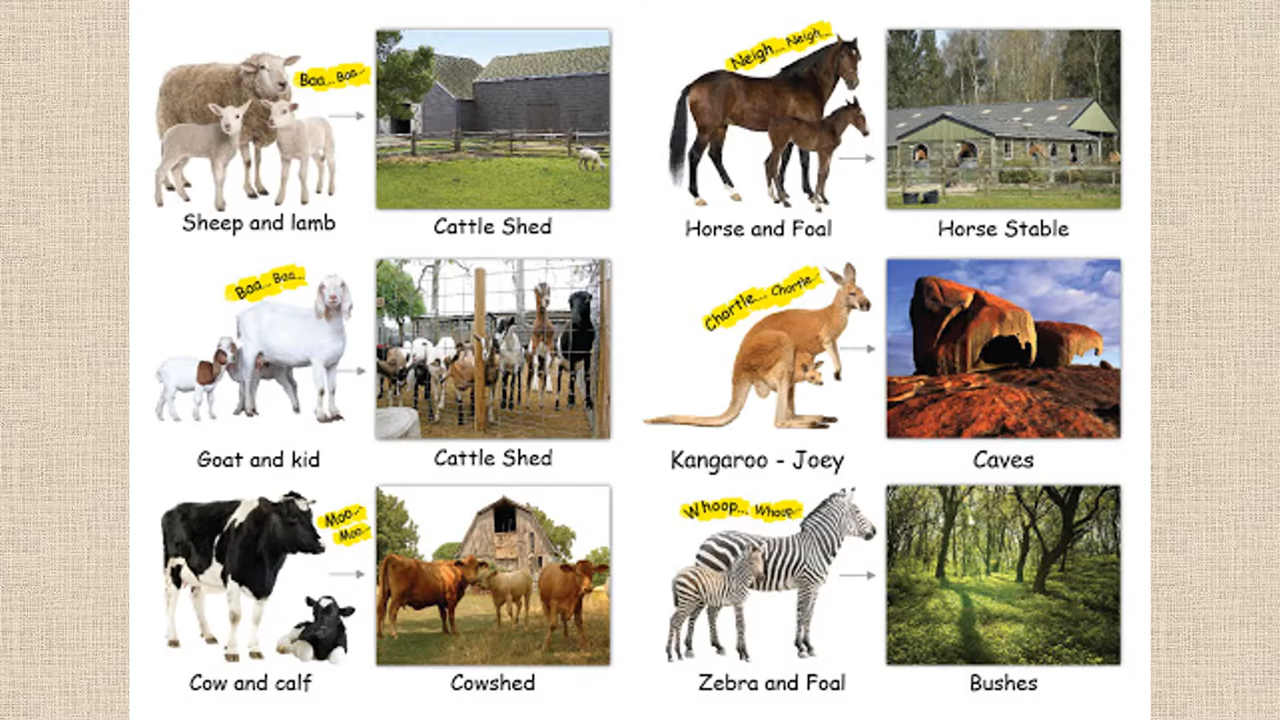 Baa... Baa...
Neigh... Neigh...
Sheep and lamb
Cattle Shed
Horse and Foal
Horse Stable
Baa... Baa...
Chortle... Chortle...
Goat and kid
Cattle Shed
Kangaroo - Joey
Caves
Moo...
Moo...
Whoop... Whoop...
Cow and calf
Cowshed
Zebra and Foal
Bushes